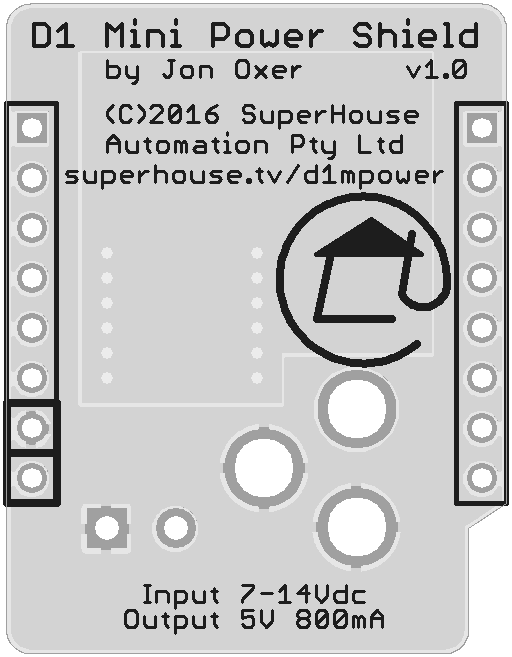 D1 Mini Power Shield
by Jon Oxer v1.0
(C)2016 SuperHouse
Automation Pty Ltd
superhouse.tv/d1mpower
Input 7-14Vdc
Output 5V 800mA